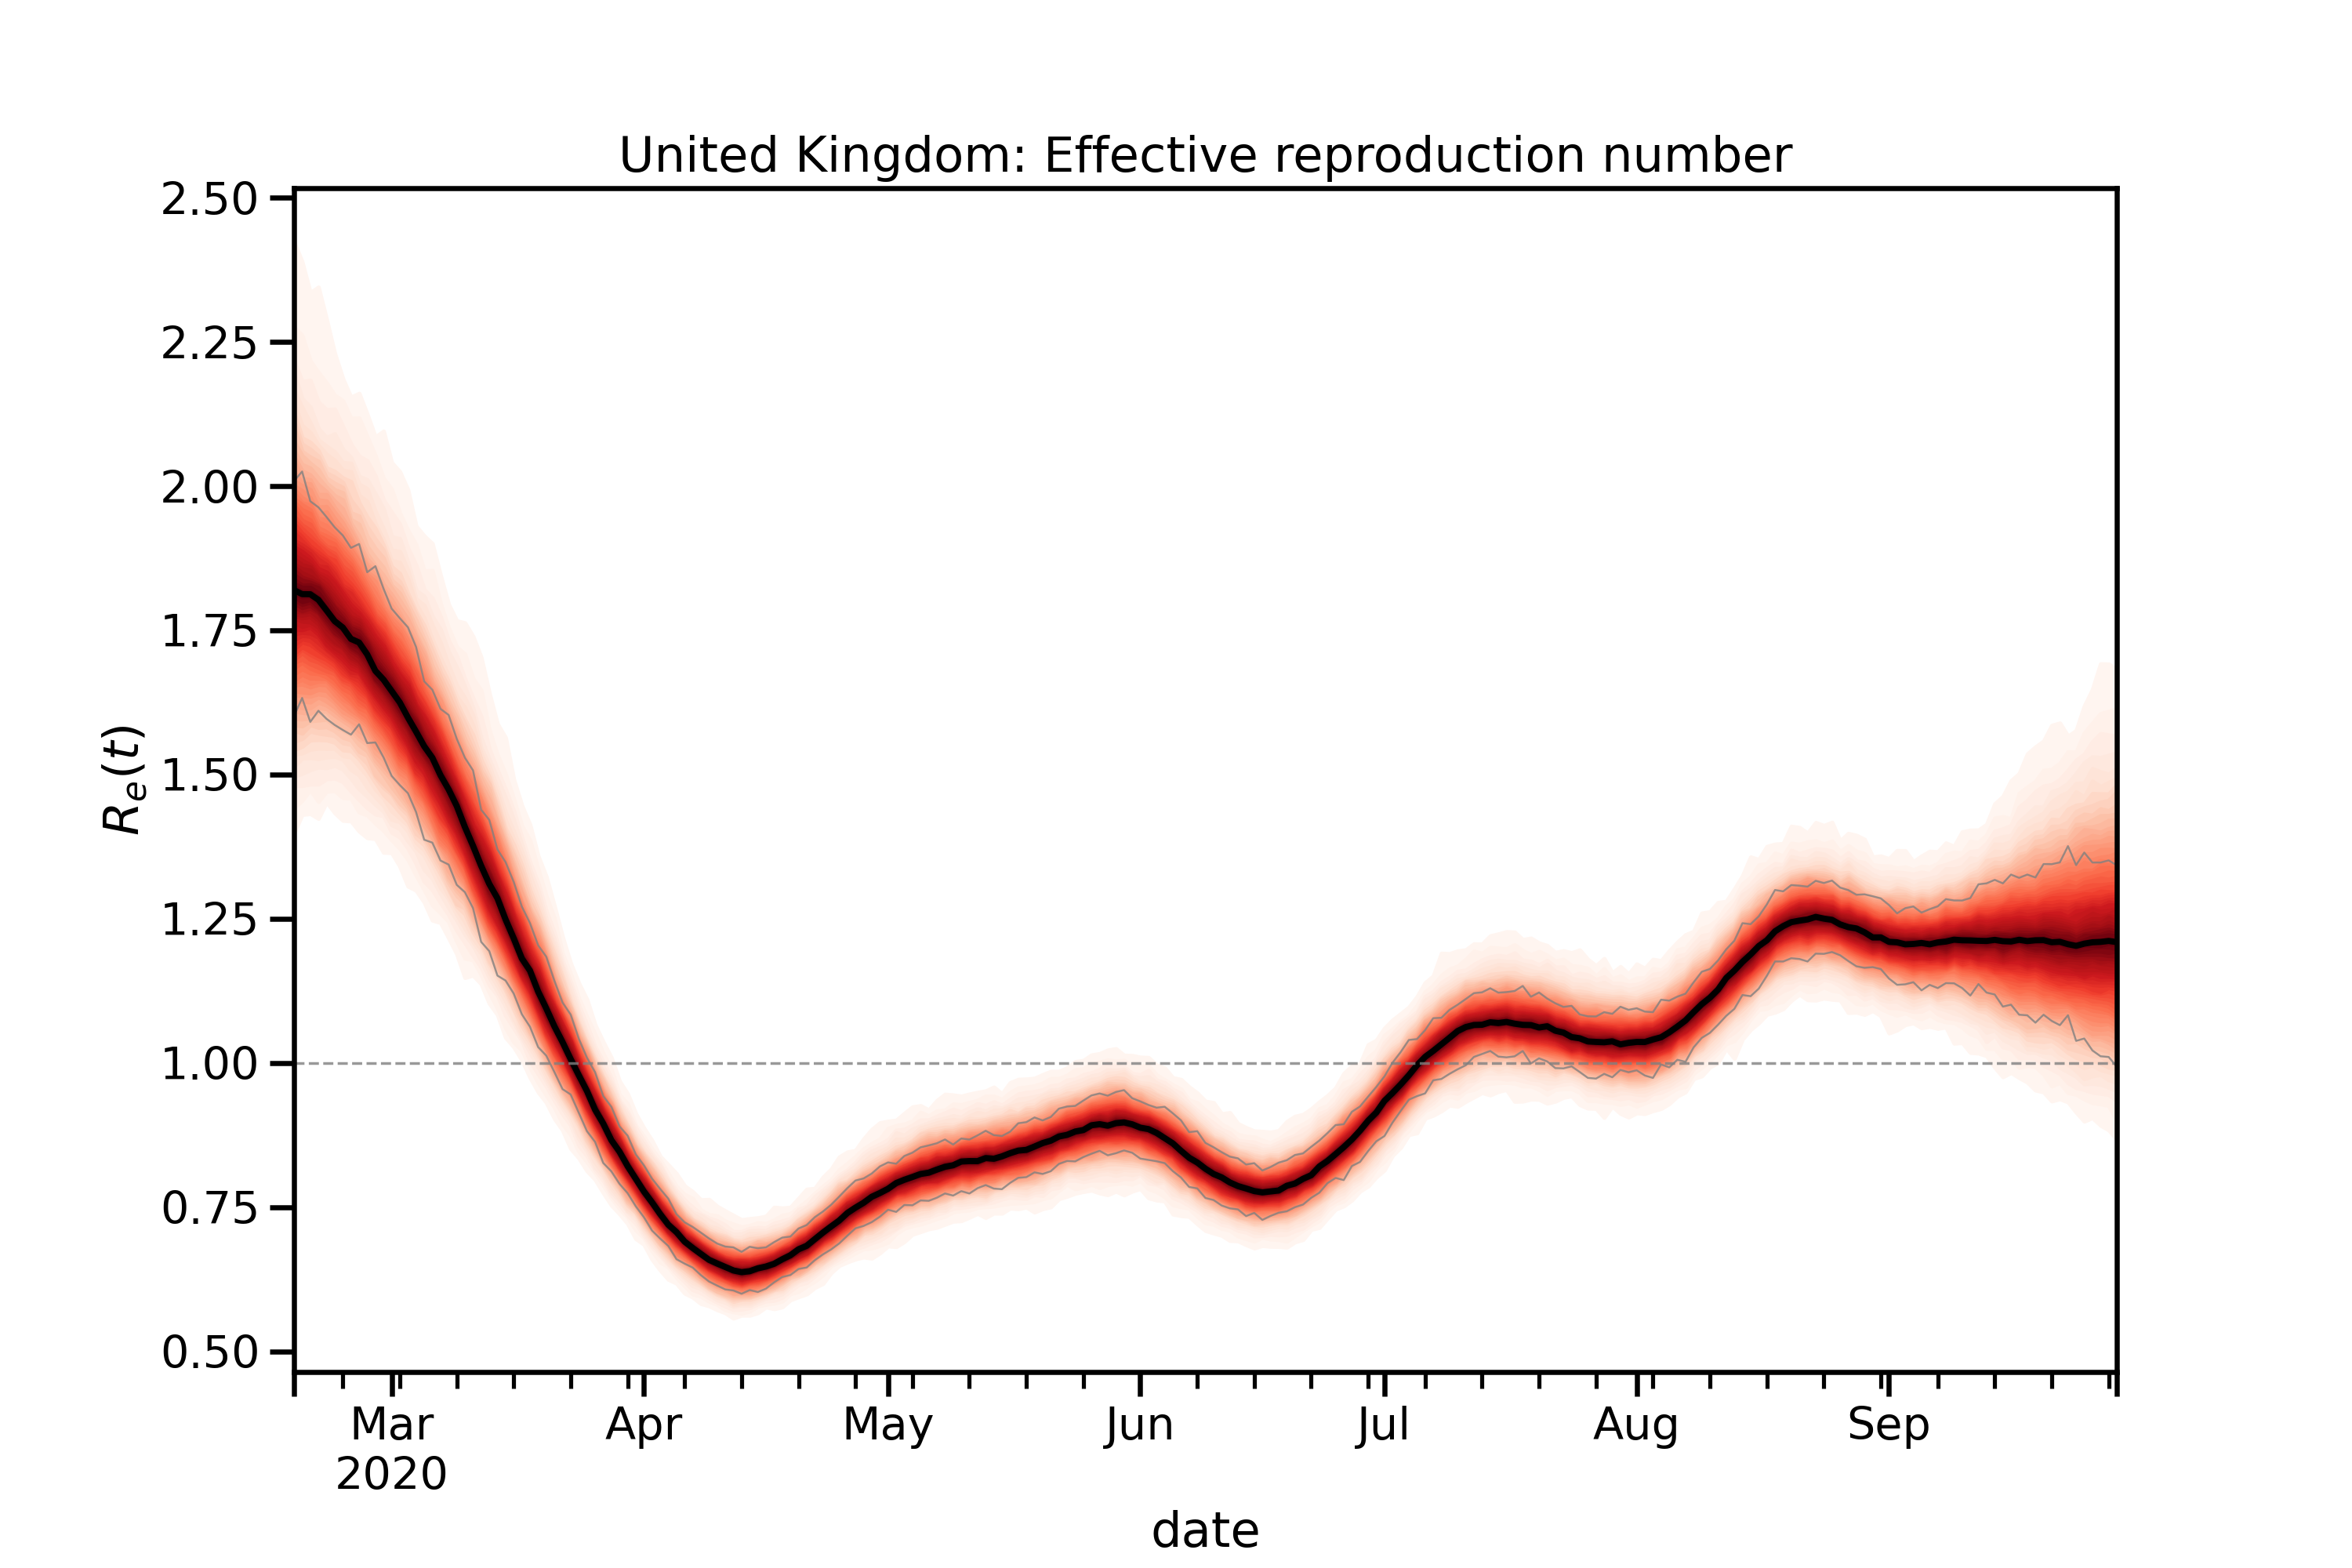 United Kingdom: Effective reproduction number
2.50
2.25
2.00
1.75
1.50
1.25
1.00
0.75
0.50
Rₑ(t)
Mar Apr May Jun Jul Aug Sep
2020
date